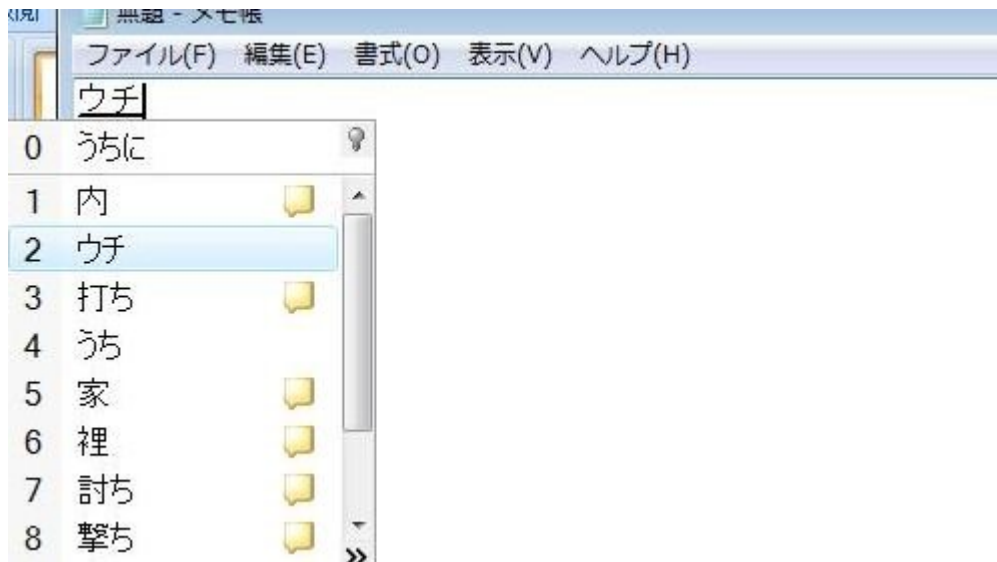 無題 - メモ帳
ファイル(F) 編集(E) 書式(O) 表示(V) ヘルプ(H)
ウチ
0 うちに
1 内
2 ウチ
3 打ち
4 うち
5 家
6 裡
7 討ち
8 撃ち